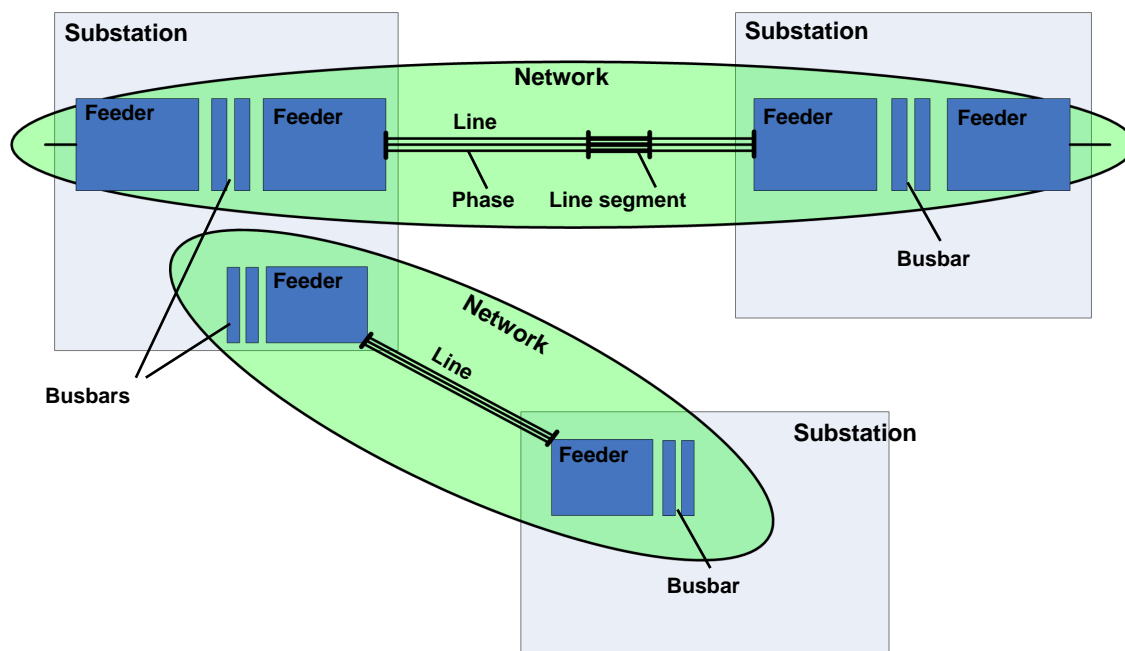 Substation
Substation
Network
Feeder
Feeder
Line
Feeder
Feeder
Phase
Line segment
Busbar
Feeder
Network
Line
Busbars
Substation
Feeder
Busbar